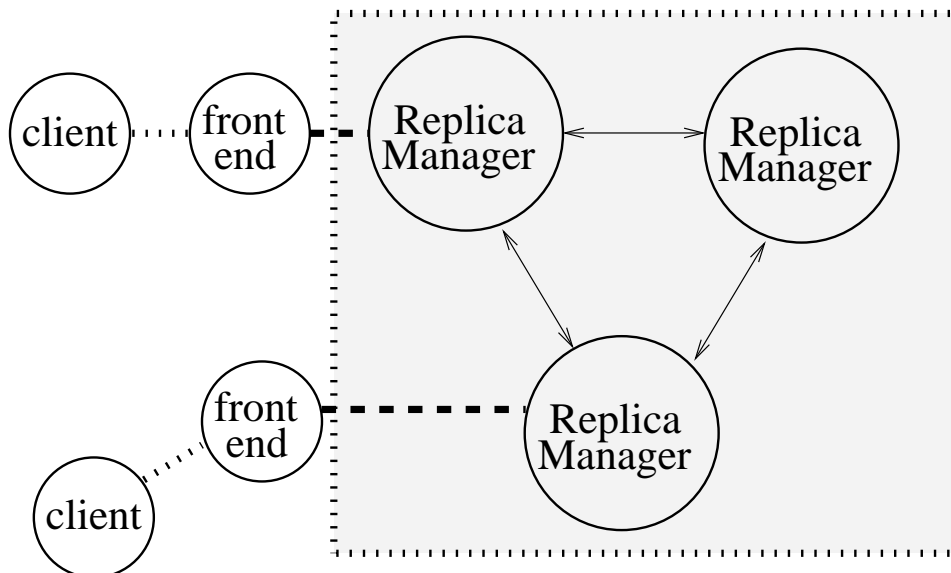 client
front
end
Replica
Manager
Replica
Manager
front
end
Replica
Manager
client